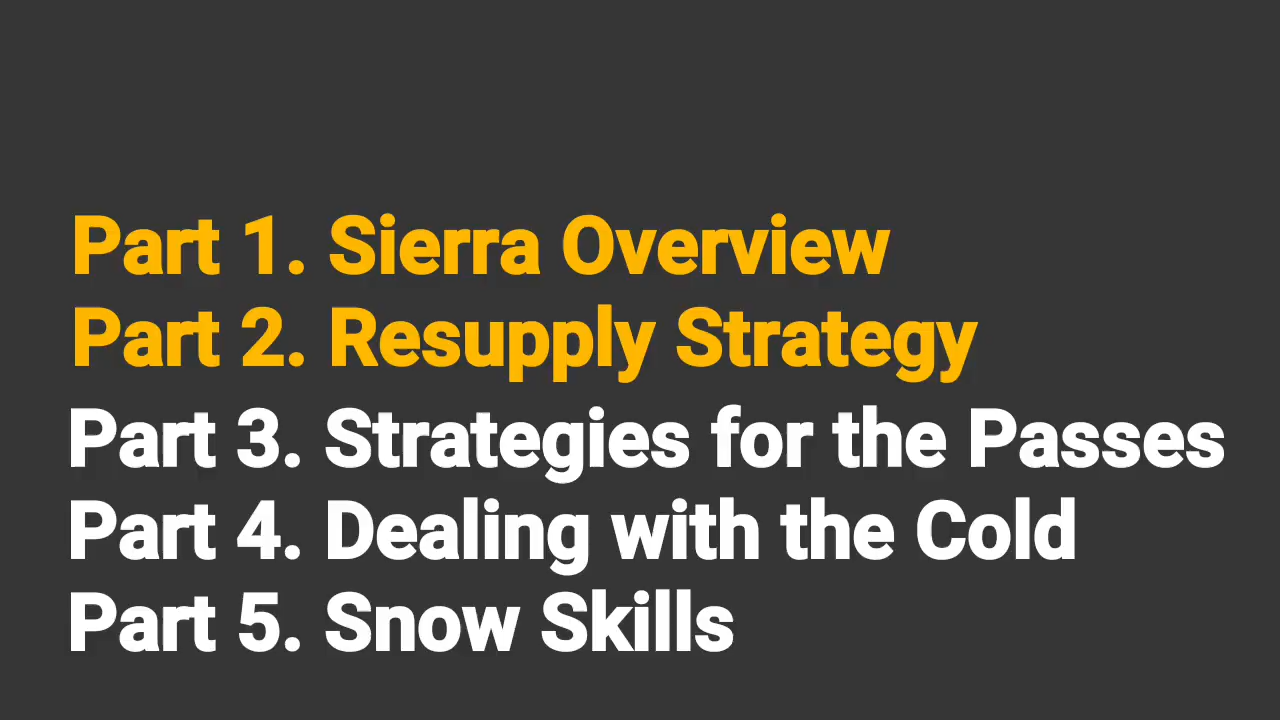 Part 1. Sierra Overview
Part 2. Resupply Strategy
Part 3. Strategies for the Passes
Part 4. Dealing with the Cold
Part 5. Snow Skills